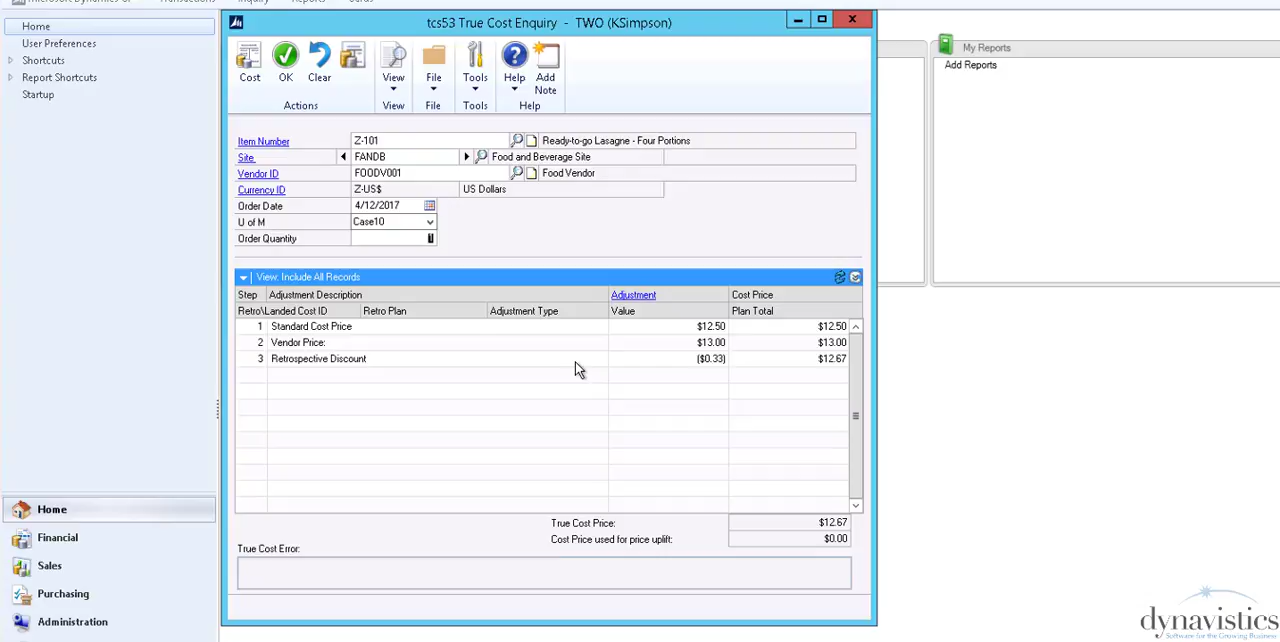 Microsoft Dynamics GP Transactions Inquiry Reports Cards
Home
User Preferences
Shortcuts
Report Shortcuts
Startup
Home
Financial
Sales
Purchasing
Administration
tcs53 True Cost Enquiry - TWO (KSimpson)
Cost OK Clear View File Tools Help Add Note
Actions View File Tools Help
Item Number Z-101 Ready-to-go Lasagne - Four Portions
Site FANDB Food and Beverage Site
Vendor ID FOODV001 Food Vendor
Currency ID Z-US$ US Dollars
Order Date 4/12/2017
U of M Case10
Order Quantity
View: Include All Records
Step Adjustment Description Adjustment Cost Price
Retro\Landed Cost ID Retro Plan Adjustment Type Value Plan Total
1 Standard Cost Price $12.50 $12.50
2 Vendor Price: $13.00 $13.00
3 Retrospective Discount ($0.33) $12.67
True Cost Price: $12.67
Cost Price used for price uplift: $0.00
True Cost Error:
My Reports
Add Reports
dynavistics
Software for the Growing Business